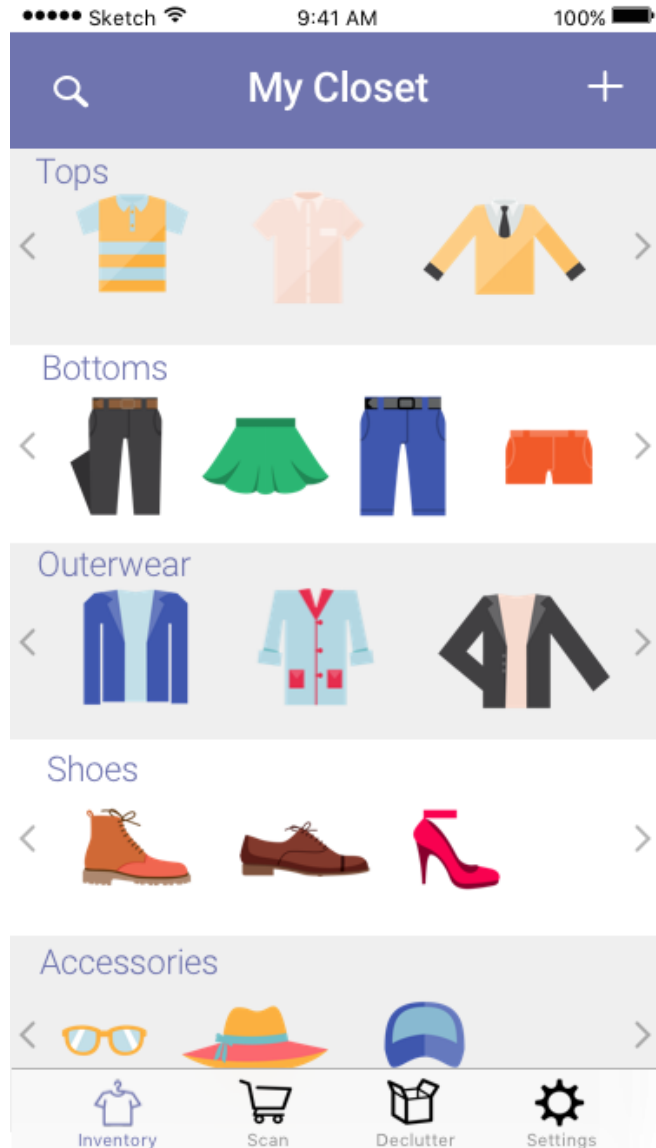 Sketch 9:41 AM 100%
My Closet
Tops
Bottoms
Outerwear
Shoes
Accessories
Inventory Scan Declutter Settings